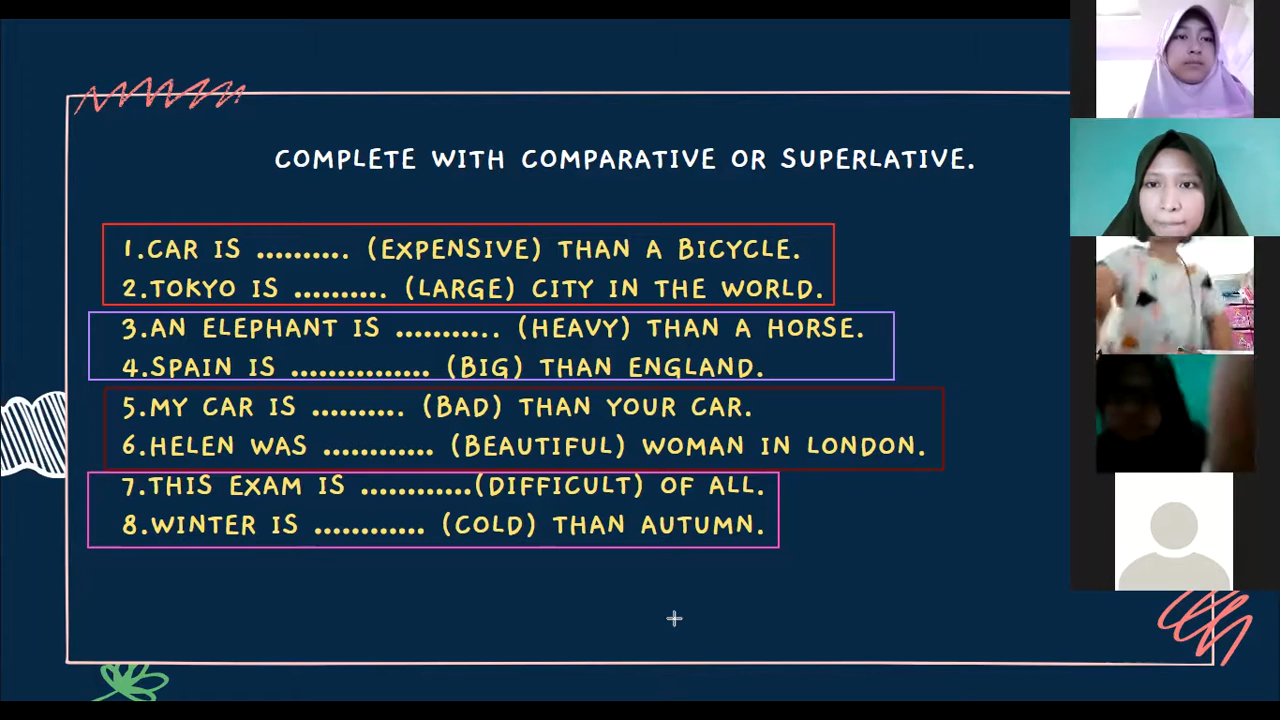 COMPLETE WITH COMPARATIVE OR SUPERLATIVE.
1.CAR IS .......... (EXPENSIVE) THAN A BICYCLE.
2.TOKYO IS .......... (LARGE) CITY IN THE WORLD.
3.AN ELEPHANT IS ........... (HEAVY) THAN A HORSE.
4.SPAIN IS ............... (BIG) THAN ENGLAND.
5.MY CAR IS .......... (BAD) THAN YOUR CAR.
6.HELEN WAS ............ (BEAUTIFUL) WOMAN IN LONDON.
7.THIS EXAM IS ............(DIFFICULT) OF ALL.
8.WINTER IS ............ (COLD) THAN AUTUMN.